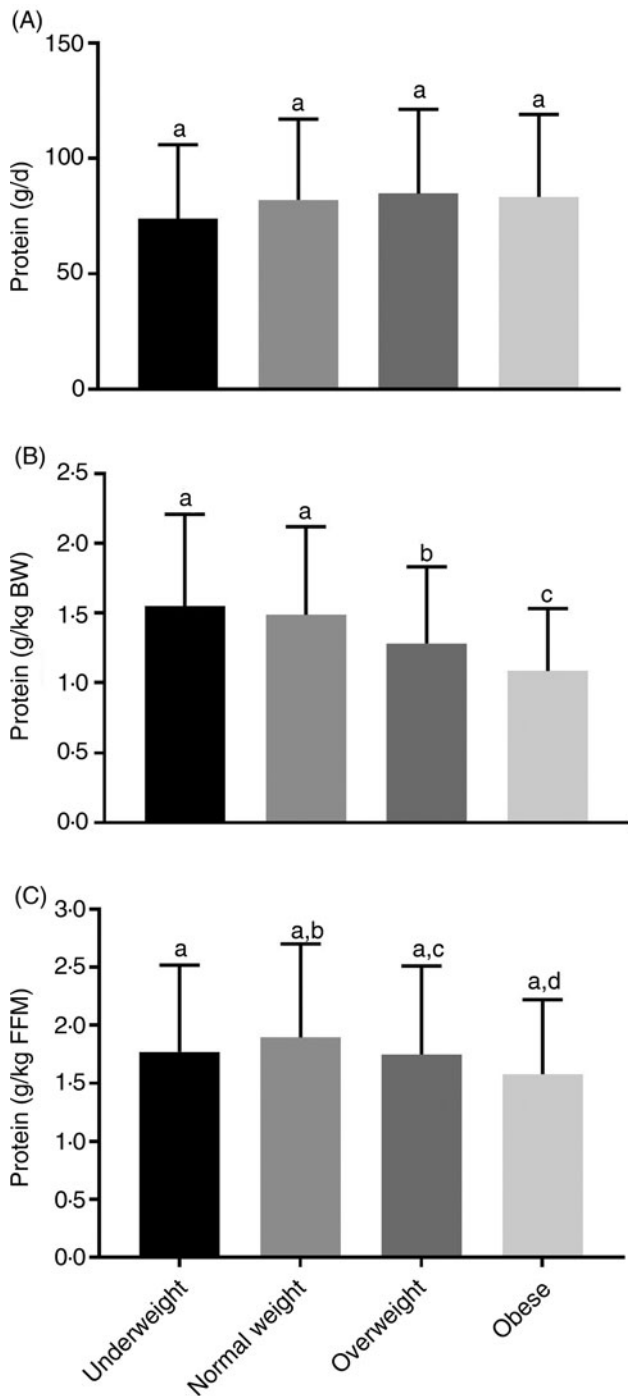 (A)
150
100
50
0
Protein (g/d)
a
a
a
a
(B)
2·5
2·0
1·5
1·0
0·5
0·0
Protein (g/kg BW)
a
a
b
c
(C)
3·0
2·5
2·0
1·5
1·0
0·5
0·0
Protein (g/kg FFM)
a
a,b
a,c
a,d
Underweight
Normal weight
Overweight
Obese